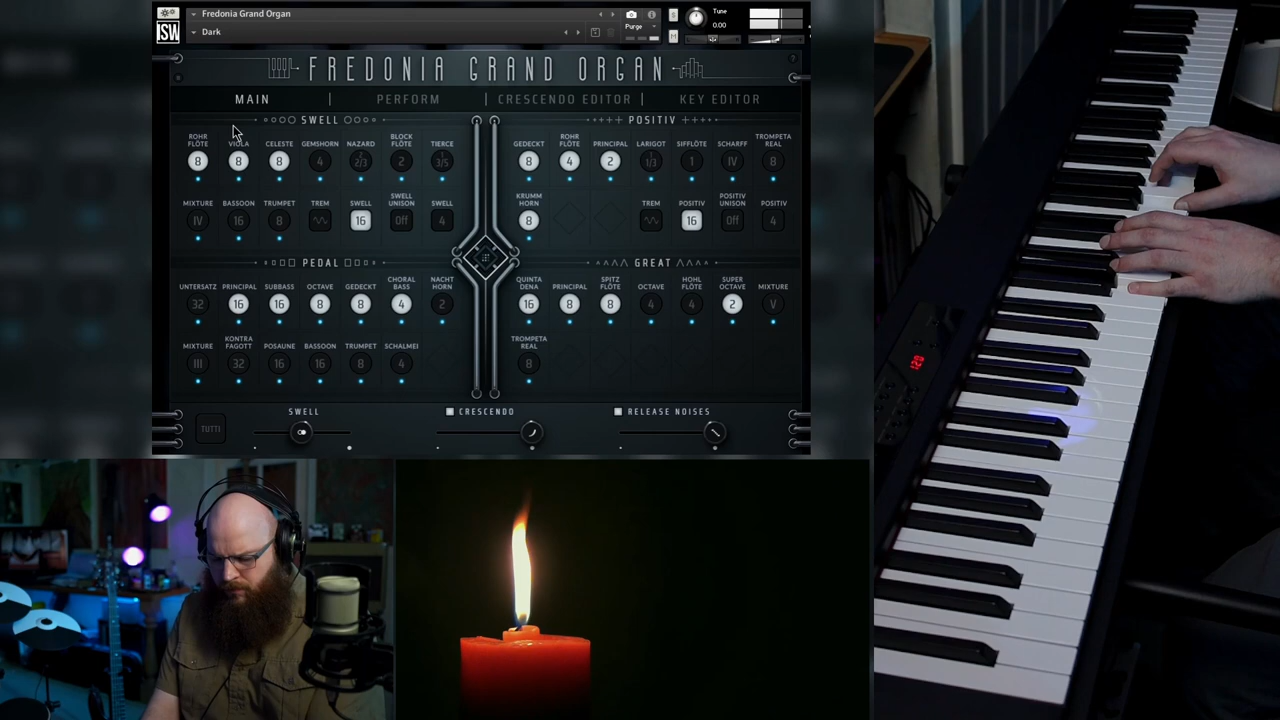 Fredonia Grand Organ
Purge
S
Tune
0.00
ISW
Dark
M
FREDONIA GRAND ORGAN
MAIN | PERFORM | CRESCENDO EDITOR | KEY EDITOR
SWELL
ROHR FLÖTE 8
VIOLA 8
CELESTE 8
GEMSHORN 4
NAZARD 2/3
BLOCK FLÖTE 2
TIERCE 3/5
MIXTURE IV
BASSOON 16
TRUMPET 8
TREM
SWELL 16
SWELL UNISON Off
SWELL 4
POSITIV
GEDECKT 8
ROHR FLÖTE 4
PRINCIPAL 2
LARIGOT 1/3
SIFFLÖTE 1
SCHARFF IV
TROMPETA REAL 8
KRUMM HORN 8
TREM
POSITIV 16
POSITIV UNISON Off
POSITIV 4
PEDAL
UNTERSATZ 32
PRINCIPAL 16
SUBBASS 16
OCTAVE 8
GEDECKT 8
CHORAL BASS 4
NACHT HORN 2
MIXTURE III
KONTRA FAGOTT 32
POSAUNE 16
BASSOON 16
TRUMPET 8
SCHALMEI 4
GREAT
QUINTA DENA 16
PRINCIPAL 8
SPITZ FLÖTE 8
OCTAVE 4
HOHL FLÖTE 4
SUPER OCTAVE 2
MIXTURE V
TROMPETA REAL 8
TUTTI
SWELL
CRESCENDO
RELEASE NOISES
120